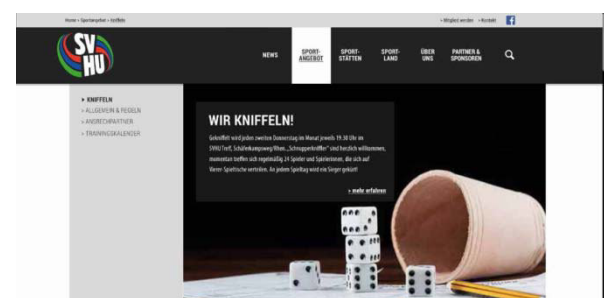 Home » Sportangebot » Kniffeln
» Mitglied werden » Kontakt
SV
HU
NEWS
SPORT-
ANGEBOT
SPORT-
STÄTTEN
SPORT-
LAND
ÜBER
UNS
PARTNER &
SPONSOREN
KNIFFELN
» ALLGEMEIN & REGELN
» ANSPRECHPARTNER
» TRAININGSKALENDER
WIR KNIFFELN!
Gekniffelt wird jeden zweiten Donnerstag im Monat jeweils 19.30 Uhr im
SVHU Treff, Schäferkampsweg/Rhen. „Schnupperkniffler“ sind herzlich willkommen,
momentan treffen sich regelmäßig 24 Spieler und Spielerinnen, die sich auf
Vierer-Spieltische verteilen. An jedem Spieltag wird ein Sieger gekürt!
» mehr erfahren